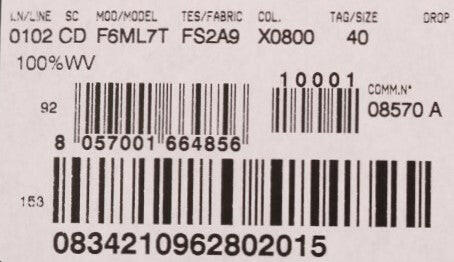 LN/LINE SC MOD/MODEL TES/FABRIC COL. TAG/SIZE DROP
0102 CD F6ML7T FS2A9 X0800 40
100%WV
10001
COMM.N°
92
08570 A
8 057001 664856
153
0834210962802015